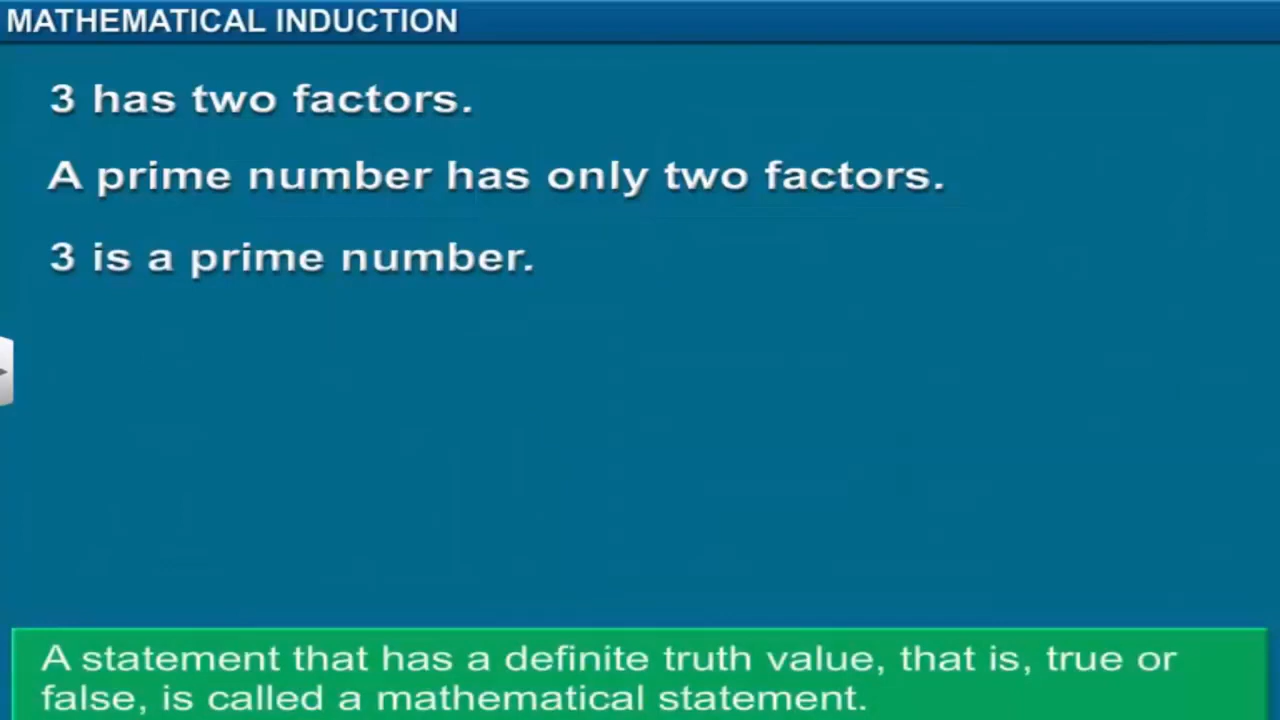 MATHEMATICAL INDUCTION
3 has two factors.
A prime number has only two factors.
3 is a prime number.
A statement that has a definite truth value, that is, true or
false, is called a mathematical statement.